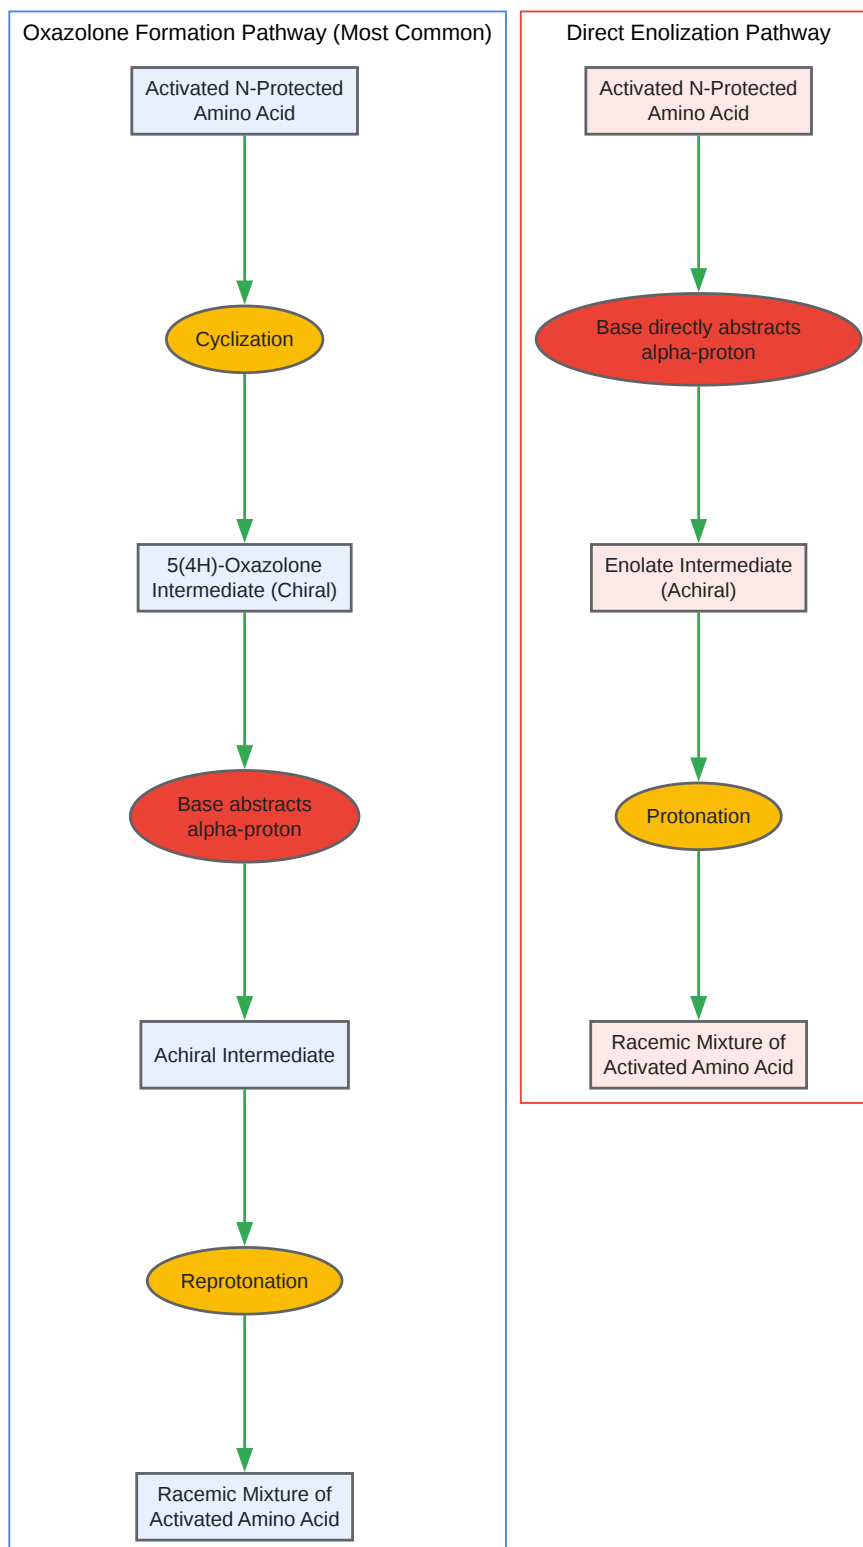 Oxazolone Formation Pathway (Most Common)
Activated N-Protected
Amino Acid
Cyclization
5(4H)-Oxazolone
Intermediate (Chiral)
Base abstracts
alpha-proton
Achiral Intermediate
Reprotonation
Racemic Mixture of
Activated Amino Acid
Direct Enolization Pathway
Activated N-Protected
Amino Acid
Base directly abstracts
alpha-proton
Enolate Intermediate
(Achiral)
Protonation
Racemic Mixture of
Activated Amino Acid